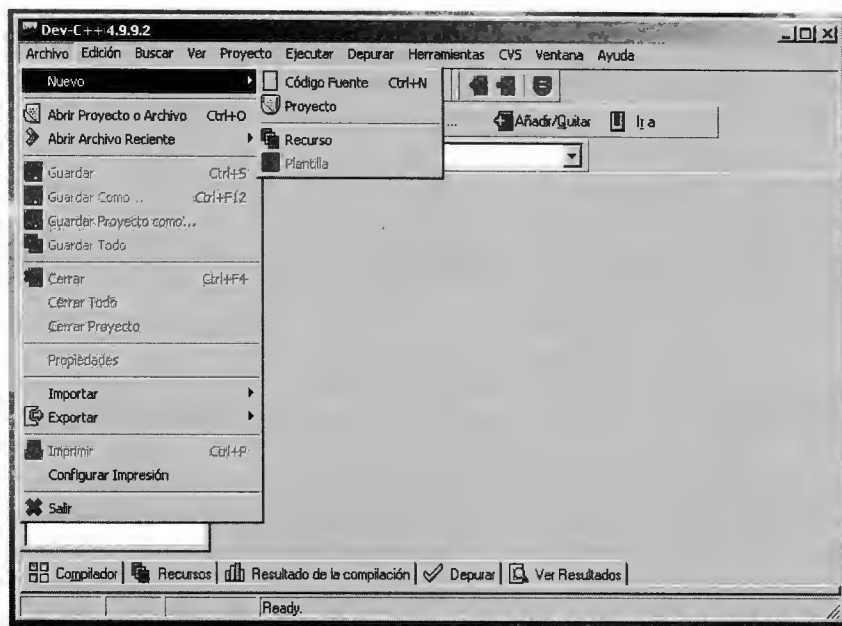 Dev-C++ 4.9.9.2
Archivo Edición Buscar Ver Proyecto Ejecutar Depurar Herramientas CVS Ventana Ayuda
Nuevo
Código Fuente Ctrl+N
Proyecto
Recurso
Plantilla
Abrir Proyecto o Archivo Ctrl+O
Abrir Archivo Reciente
... Añadir/Quitar Ir a
Guardar Ctrl+S
Guardar Como ... Ctrl+F12
Guardar Proyecto como...
Guardar Todo
Cerrar Ctrl+F4
Cerrar Todo
Cerrar Proyecto
Propiedades
Importar
Exportar
Imprimir Ctrl+P
Configurar Impresión
Salir
Compilador Recursos Resultado de la compilación Depurar Ver Resultados
Ready.